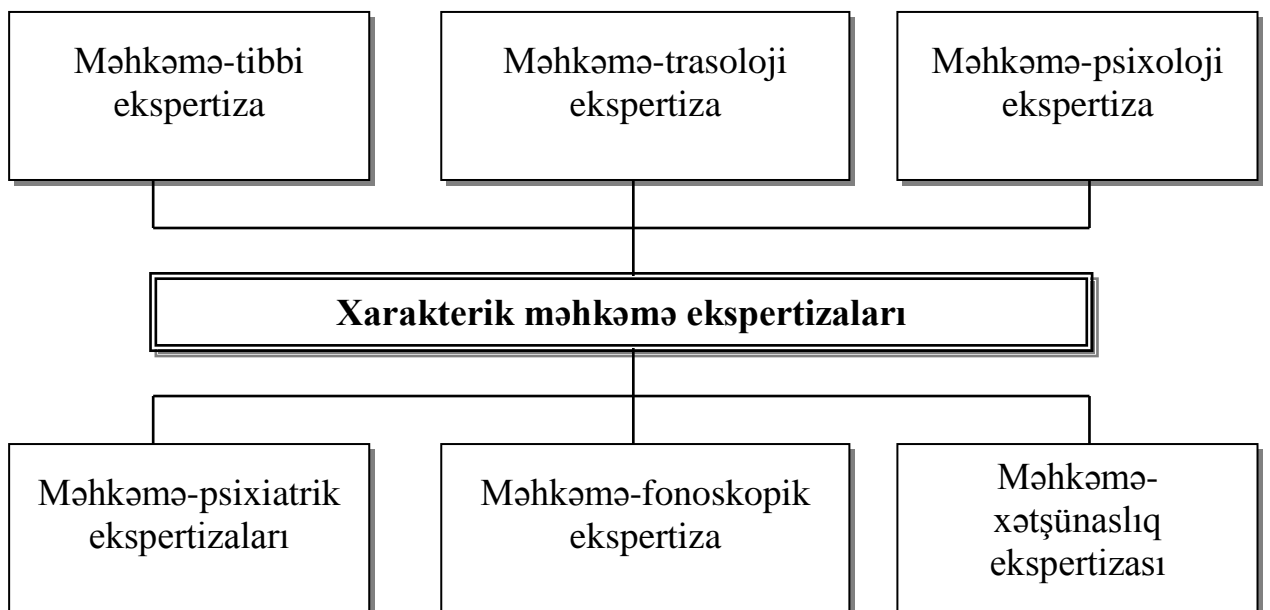 Məhkəmə-tibbi
ekspertiza
Məhkəmə-trasoloji
ekspertiza
Məhkəmə-psixoloji
ekspertiza
Xarakterik məhkəmə ekspertizaları
Məhkəmə-psixiatrik
ekspertizaları
Məhkəmə-fonoskopik
ekspertiza
Məhkəmə-
xətşünaslıq
ekspertizası